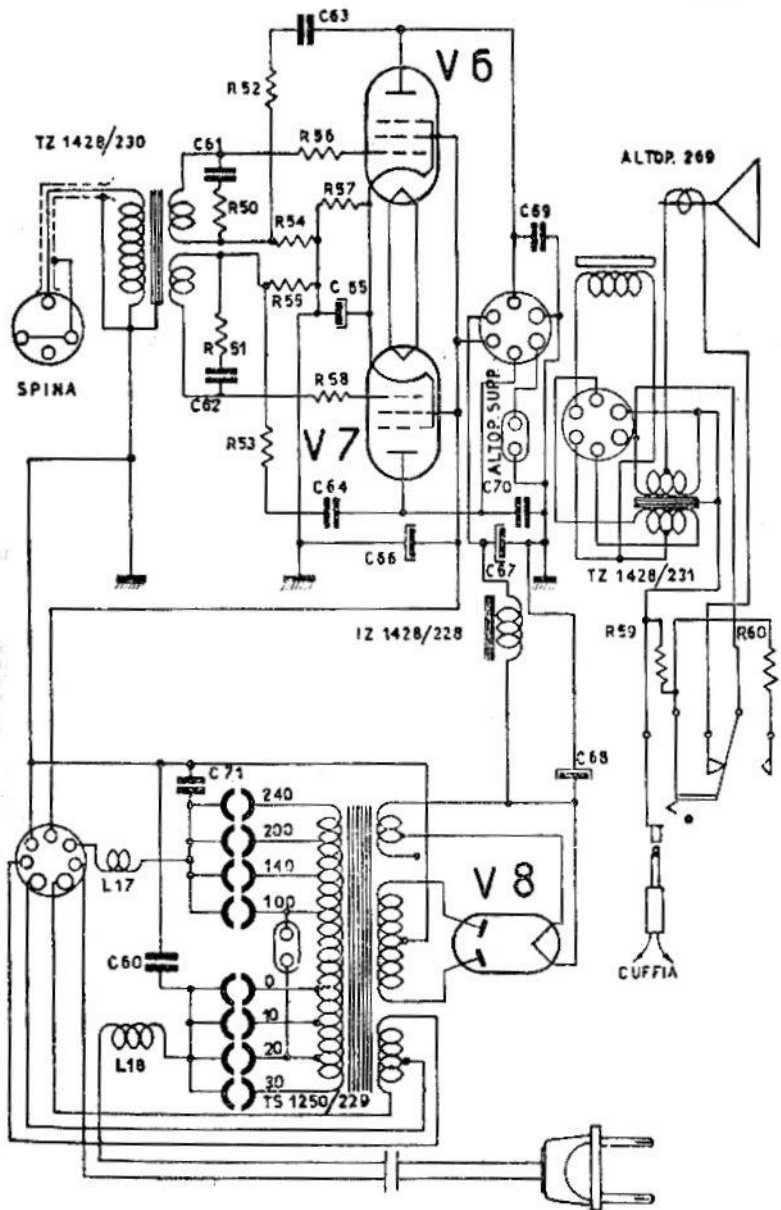 C63
V 6
R52
TZ 1428/230
C61
R56
ALTOP. 269
R57
R50
R54
C69
R55
C 65
R 51
SPINA
C62
R58
ALTOP. SUPP.
V7
R53
C64
C70
C66
C67
TZ 1428/231
IZ 1428/228
R59
R60
C68
C71
240
200
140
L17
V 8
100
C60
CUFFIA
0
10
L18
20
30
TS 1250/229